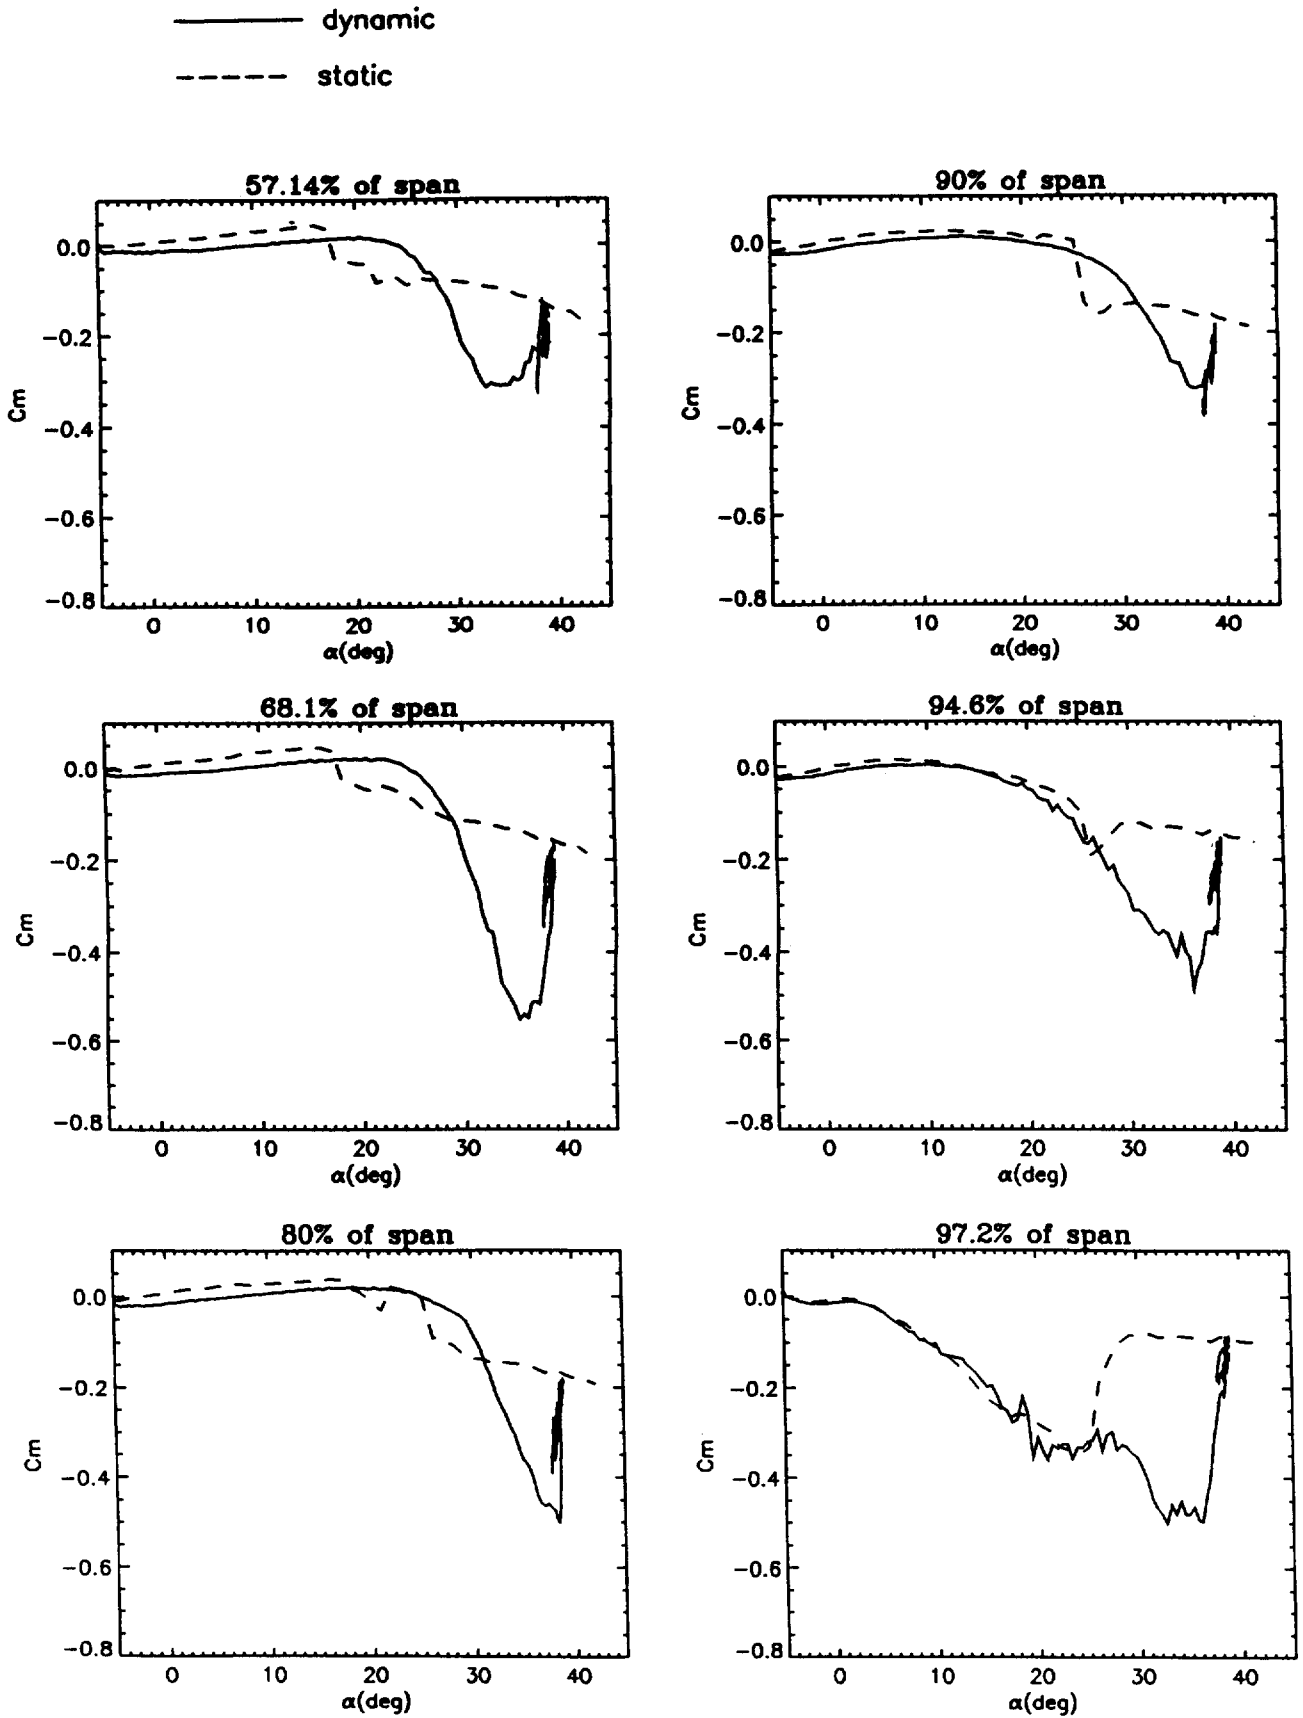 dynamic
static
57.14% of span
0.0
-0.2
-0.4
-0.6
-0.8
Cm
0 10 20 30 40
α(deg)
90% of span
0.0
-0.2
-0.4
-0.6
-0.8
Cm
0 10 20 30 40
α(deg)
68.1% of span
0.0
-0.2
-0.4
-0.6
-0.8
Cm
0 10 20 30 40
α(deg)
94.6% of span
0.0
-0.2
-0.4
-0.6
-0.8
Cm
0 10 20 30 40
α(deg)
80% of span
0.0
-0.2
-0.4
-0.6
-0.8
Cm
0 10 20 30 40
α(deg)
97.2% of span
0.0
-0.2
-0.4
-0.6
-0.8
Cm
0 10 20 30 40
α(deg)